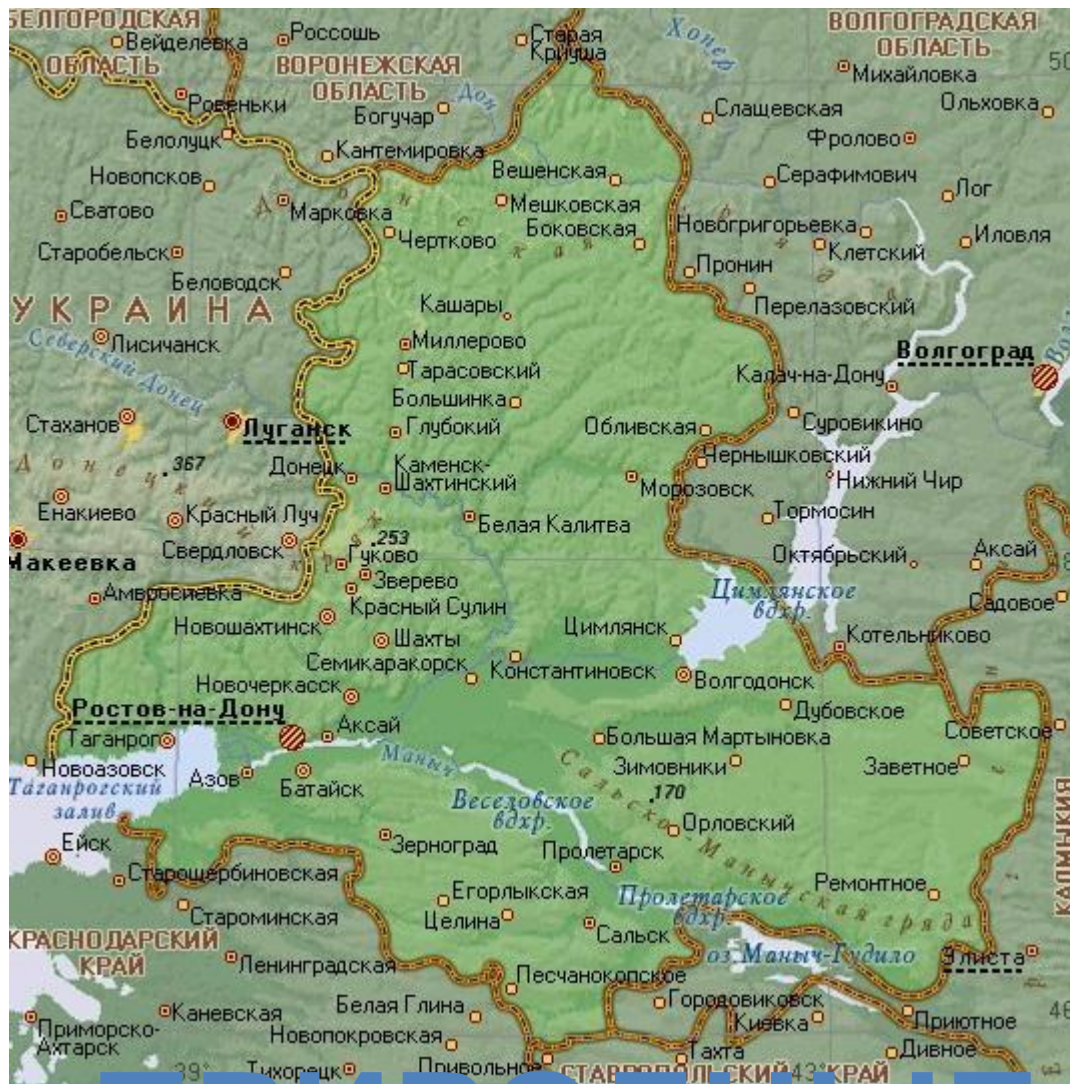 БЕЛГОРОДСКАЯ
ОБЛАСТЬ
Вейделевка
Россошь
ВОРОНЕЖСКАЯ
ОБЛАСТЬ
Старая
Криуша
Хопер
ВОЛГОГРАДСКАЯ
ОБЛАСТЬ
Михайловка
Ровеньки
Богучар
Дон
Слащевская
Ольховка
Белолуцк
Кантемировка
Фролово
Новопсков
Вешенская
Серафимович
Лог
Сватово
Марковка
Мешковская
Боковская
Новогригорьевка
Чертково
Клетский
Иловля
Старобельск
Беловодск
Пронин
Перелазовский
УКРАИНА
Кашары
Лисичанск
Северский Донец
Миллерово
Волгоград
Тарасовский
Калач-на-Дону
Большинка
Стаханов
Луганск
Глубокий
Обливская
Суровикино
.367
Донецк
Каменск-
Шахтинский
Чернышковский
Морозовск
Нижний Чир
Енакиево
Красный Луч
Белая Калитва
Тормосин
Свердловск
.253
Макеевка
Гуково
Октябрьский
Аксай
Зверево
Амвросиевка
Красный Сулин
Цимлянское
вдхр.
Садовое
Новошахтинск
Шахты
Цимлянск
Котельниково
Семикаракорск
Константиновск
Волгодонск
Новочеркасск
Ростов-на-Дону
Аксай
Дубовское
Таганрог
Большая Мартыновка
Советское
Новоазовск
Маныч
Зимовники
Заветное
Азов
Батайск
Таганрогский
залив
Веселовское
вдхр.
.170
Сальско-Манычская гряда
Орловский
Ейск
Зерноград
Пролетарск
КАЛМЫКИЯ
Старощербиновская
Егорлыкская
Пролетарское
вдхр.
Ремонтное
Староминская
Целина
Сальск
КРАСНОДАРСКИЙ
КРАЙ
оз.Маныч-Гудило
Элиста
Ленинградская
Песчанокопское
Белая Глина
Городовиковск
Каневская
Киевка
Приютное
Приморско-
Ахтарск
Новопокровская
Тахта
Дивное
39°
Тихорецк
Привольное
СТАВРОПОЛЬСКИЙ КРАЙ
43°